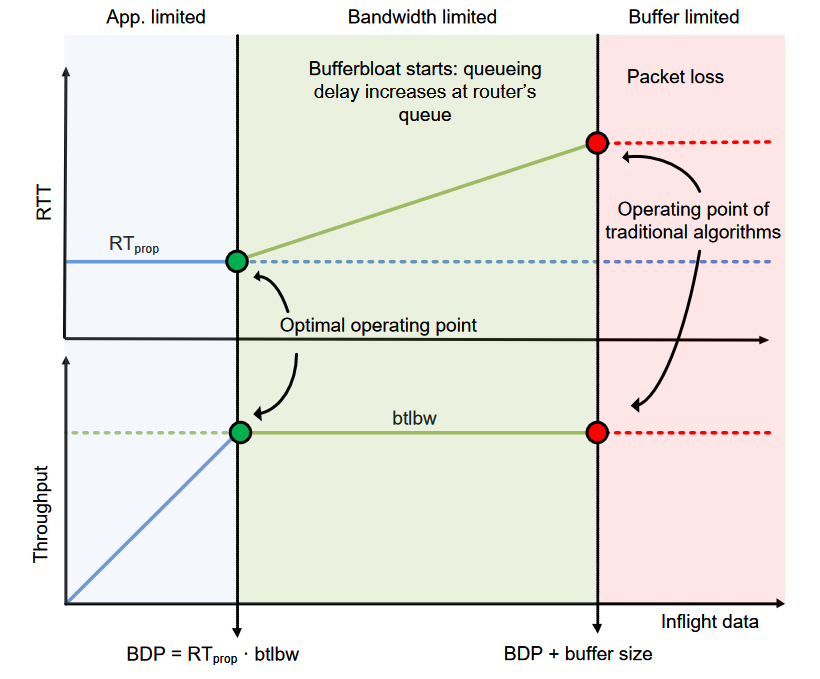 App. limited
Bandwidth limited
Buffer limited
Bufferbloat starts: queueing
delay increases at router's
queue
Packet loss
RTT
RTprop
Operating point of
traditional algorithms
Optimal operating point
btlbw
Throughput
Inflight data
BDP = RTprop · btlbw
BDP + buffer size